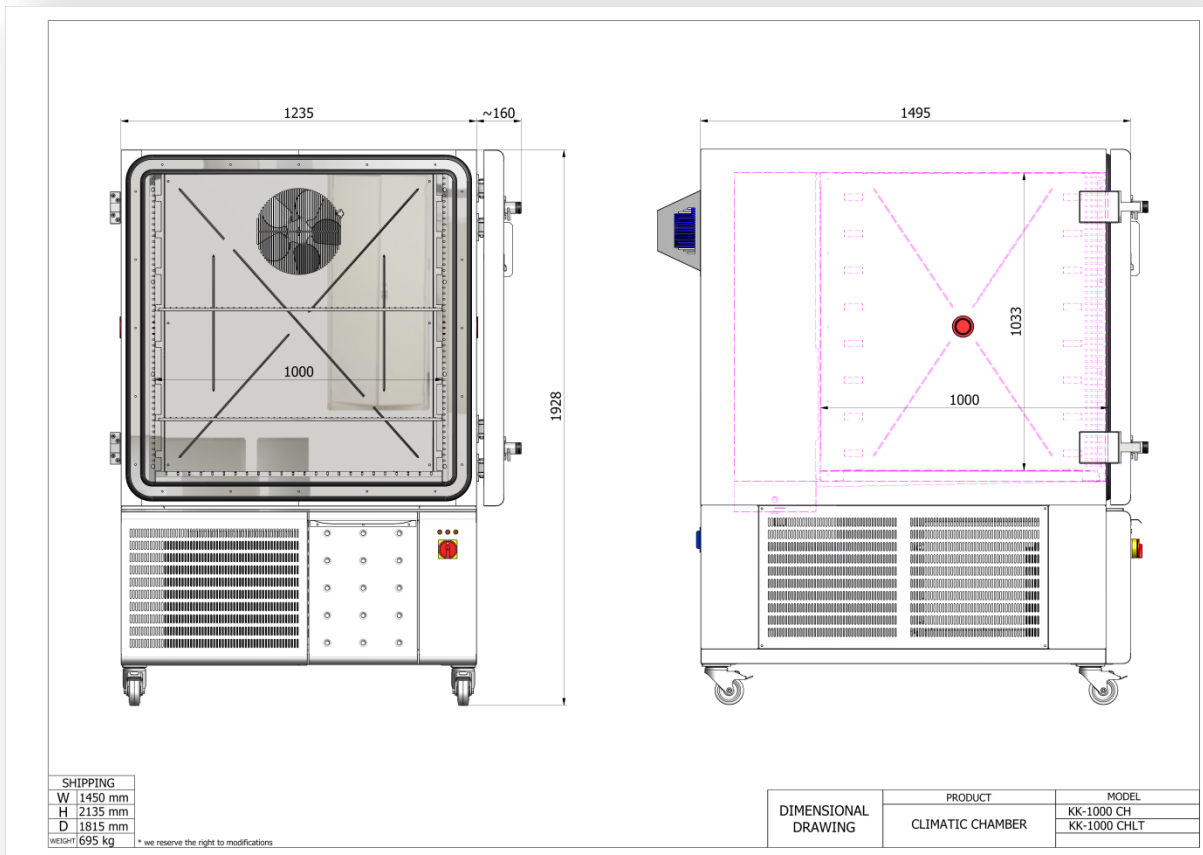 1235
~160
1495
1000
1928
1033
1000
SHIPPING
W 1450 mm
H 2135 mm
D 1815 mm
WEIGHT 695 kg
* we reserve the right to modifications
DIMENSIONAL
DRAWING
PRODUCT
CLIMATIC CHAMBER
MODEL
KK-1000 CH
KK-1000 CHLT